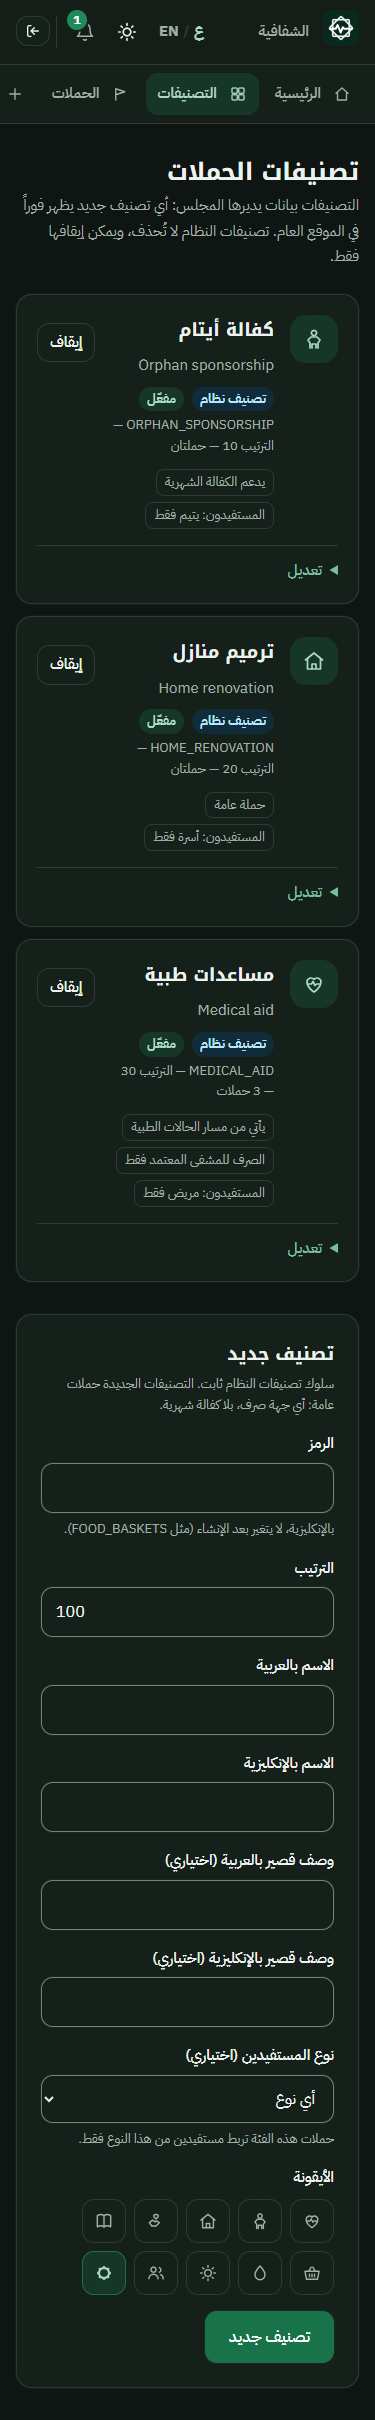 الشفافية
ع / EN
1
الرئيسية
التصنيفات
الحملات
تصنيفات الحملات
التصنيفات بيانات يديرها المجلس: أي تصنيف جديد يظهر فوراً
في الموقع العام. تصنيفات النظام لا تُحذف، ويمكن إيقافها
فقط.
كفالة أيتام
إيقاف
Orphan sponsorship
تصنيف نظام
مفعّل
ORPHAN_SPONSORSHIP —
الترتيب 10 — حملتان
يدعم الكفالة الشهرية
المستفيدون: يتيم فقط
تعديل
ترميم منازل
إيقاف
Home renovation
تصنيف نظام
مفعّل
HOME_RENOVATION —
الترتيب 20 — حملتان
حملة عامة
المستفيدون: أسرة فقط
تعديل
مساعدات طبية
إيقاف
Medical aid
تصنيف نظام
مفعّل
MEDICAL_AID — الترتيب 30
— 3 حملات
يأتي من مسار الحالات الطبية
الصرف للمشفى المعتمد فقط
المستفيدون: مريض فقط
تعديل
تصنيف جديد
سلوك تصنيفات النظام ثابت. التصنيفات الجديدة حملات
عامة: أي جهة صرف، بلا كفالة شهرية.
الرمز
بالإنكليزية، لا يتغير بعد الإنشاء (مثل FOOD_BASKETS).
الترتيب
100
الاسم بالعربية
الاسم بالإنكليزية
وصف قصير بالعربية (اختياري)
وصف قصير بالإنكليزية (اختياري)
نوع المستفيدين (اختياري)
أي نوع
حملات هذه الفئة تربط مستفيدين من هذا النوع فقط.
الأيقونة
تصنيف جديد